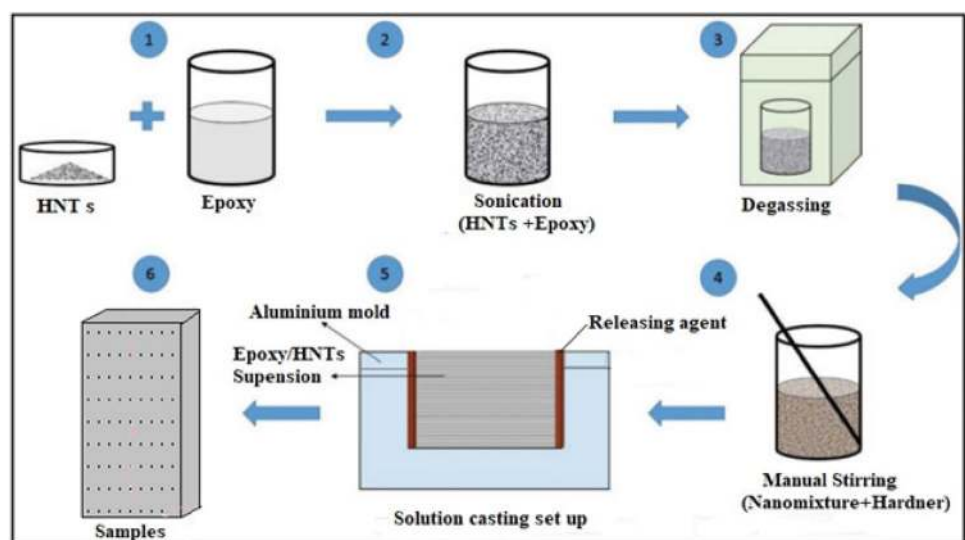 1
2
3
HNT s
Epoxy
Sonication
(HNTs +Epoxy)
Degassing
4
Manual Stirring
(Nanomixture+Hardner)
5
Aluminium mold
Releasing agent
Epoxy/HNTs
Supension
Solution casting set up
6
Samples